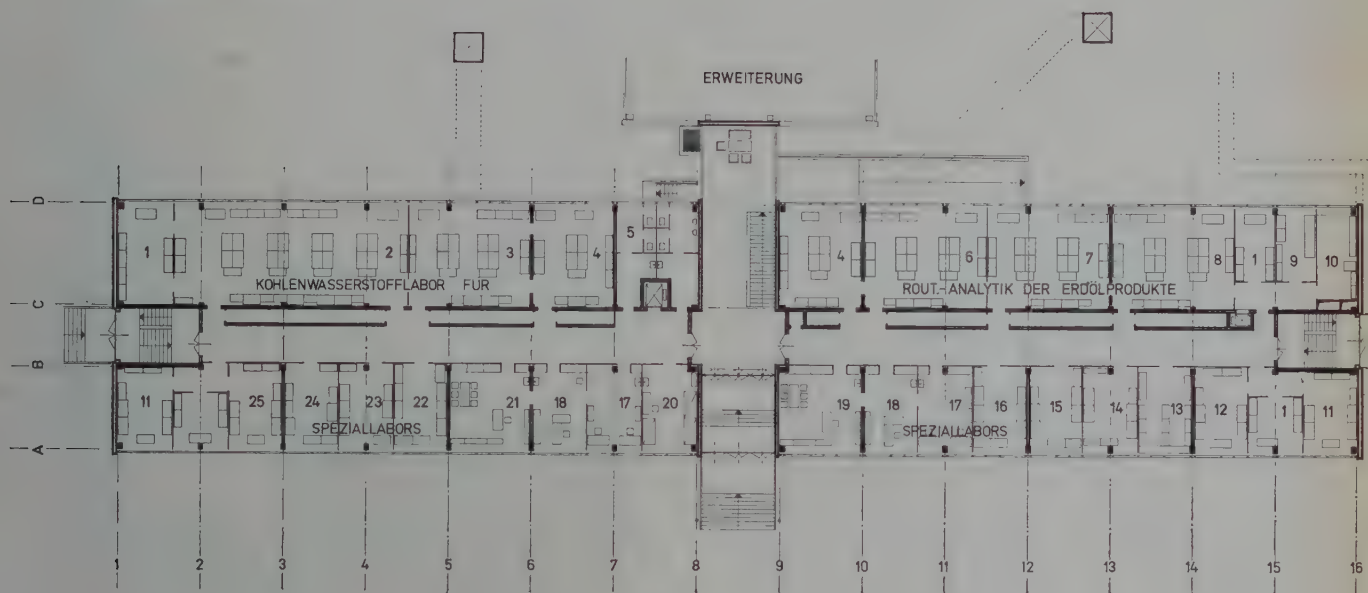 ERWEITERUNG
D
1 2 3 4 5 4 6 7 8 1 9 10
KOHLENWASSERSTOFFLABOR FÜR ROUT.-ANALYTIK DER ERDÖLPRODUKTE
C
B
11 25 24 23 22 21 18 17 20 19 18 17 16 15 14 13 12 1 11
SPEZIALLABORS SPEZIALLABORS
A
1 2 3 4 5 6 7 8 9 10 11 12 13 14 15 16